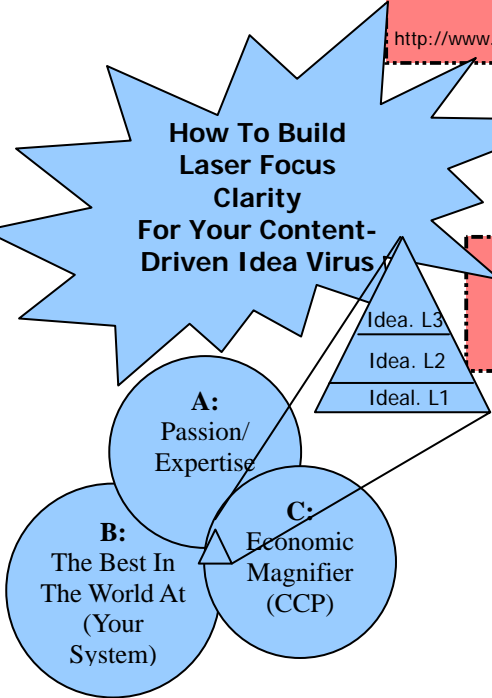 http://www.
How To Build
Laser Focus
Clarity
For Your Content-
Driven Idea Virus
Idea. L3
Idea. L2
Ideal. L1
A:
Passion/
Expertise
B:
The Best In
The World At
(Your
System)
C:
Economic
Magnifier
(CCP)